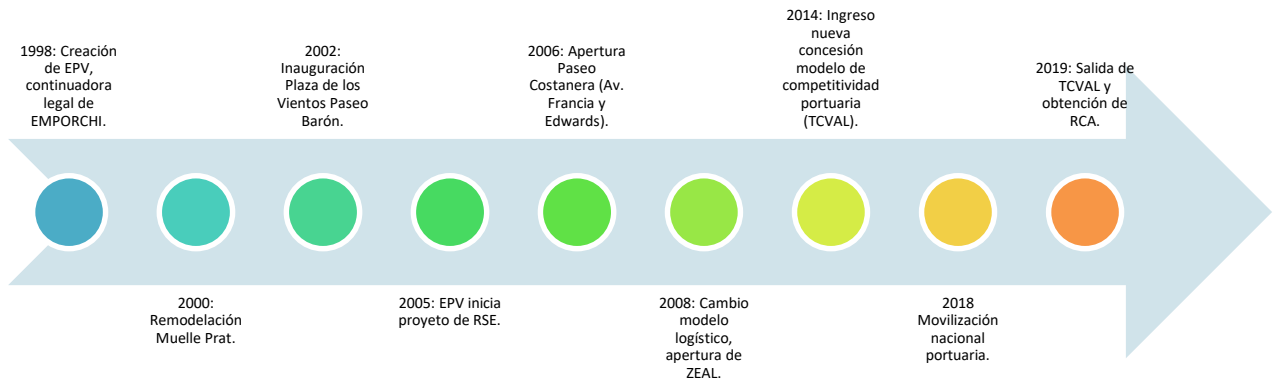 1998: Creación
de EPV,
continuadora
legal de
EMPORCHI.
2000:
Remodelación
Muelle Prat.
2002:
Inauguración
Plaza de los
Vientos Paseo
Barón.
2005: EPV inicia
proyecto de RSE.
2006: Apertura
Paseo
Costanera (Av.
Francia y
Edwards).
2008: Cambio
modelo
logístico,
apertura de
ZEAL.
2014: Ingreso
nueva
concesión
modelo de
competitividad
portuaria
(TCVAL).
2018
Movilización
nacional
portuaria.
2019: Salida de
TCVAL y
obtención de
RCA.